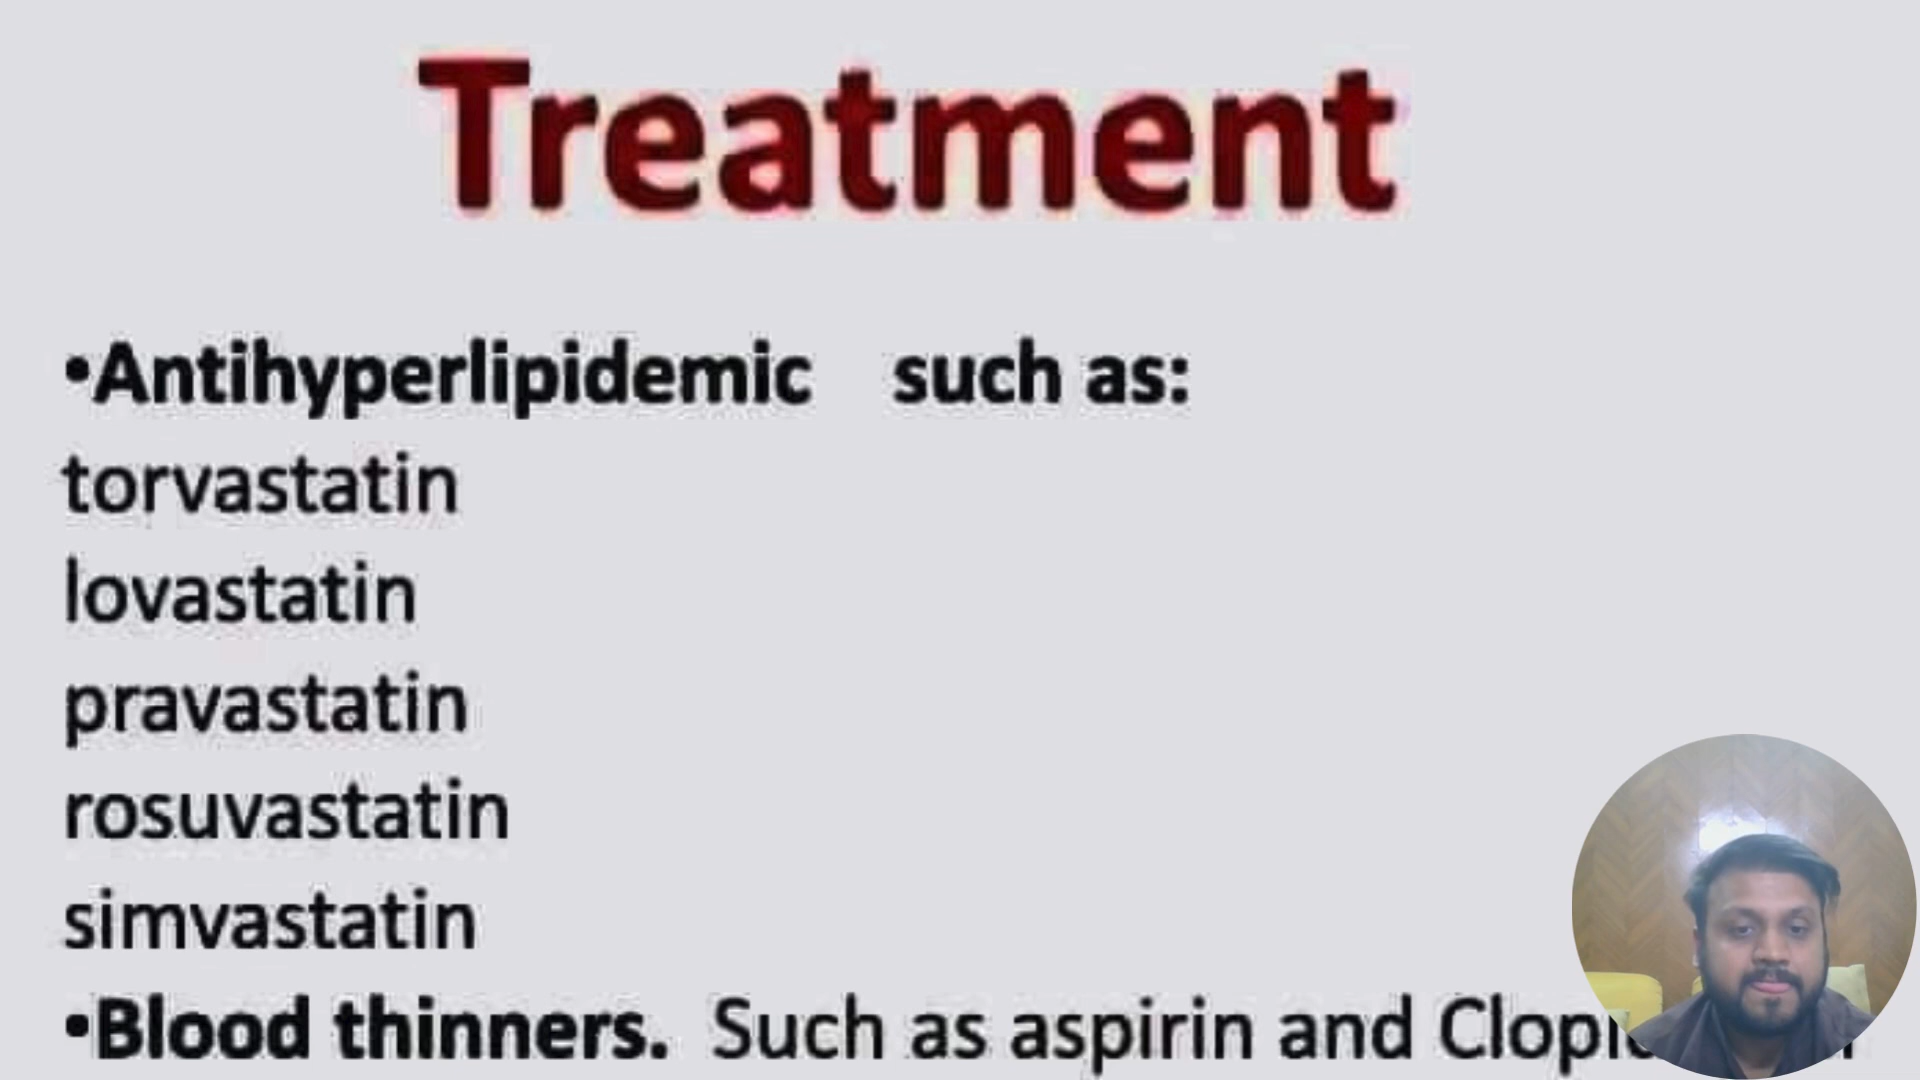 Treatment
•Antihyperlipidemic such as:
torvastatin
lovastatin
pravastatin
rosuvastatin
simvastatin
•Blood thinners. Such as aspirin and